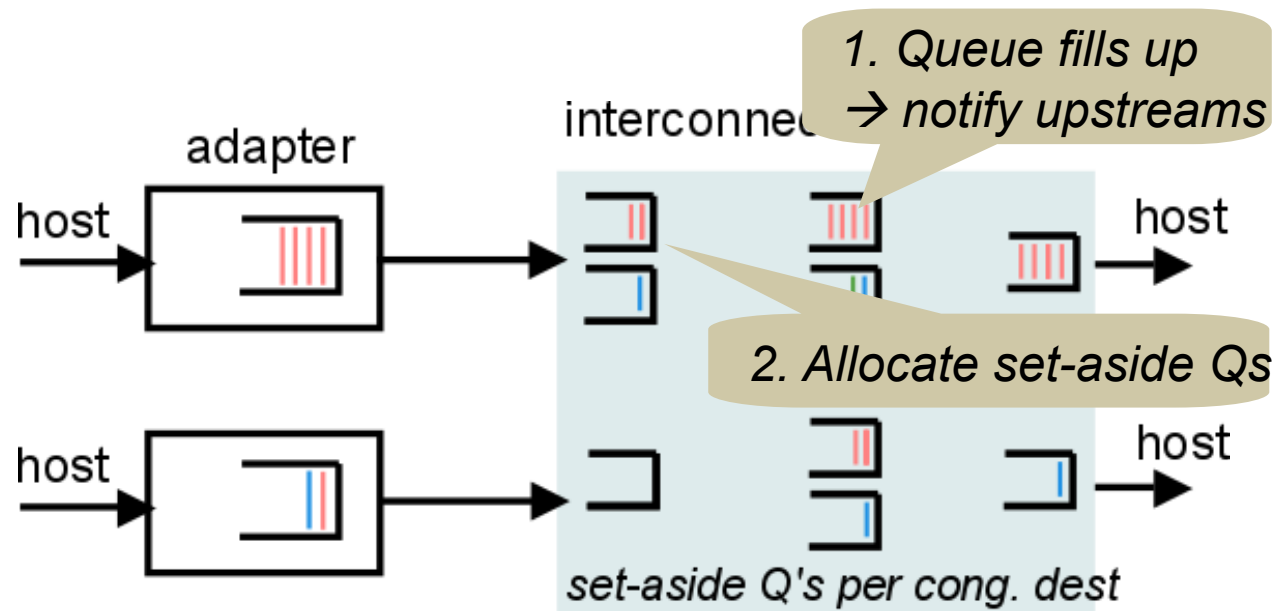 1. Queue fills up
→ notify upstreams
interconnec
adapter
host
host
2. Allocate set-aside Qs
host
host
set-aside Q's per cong. dest